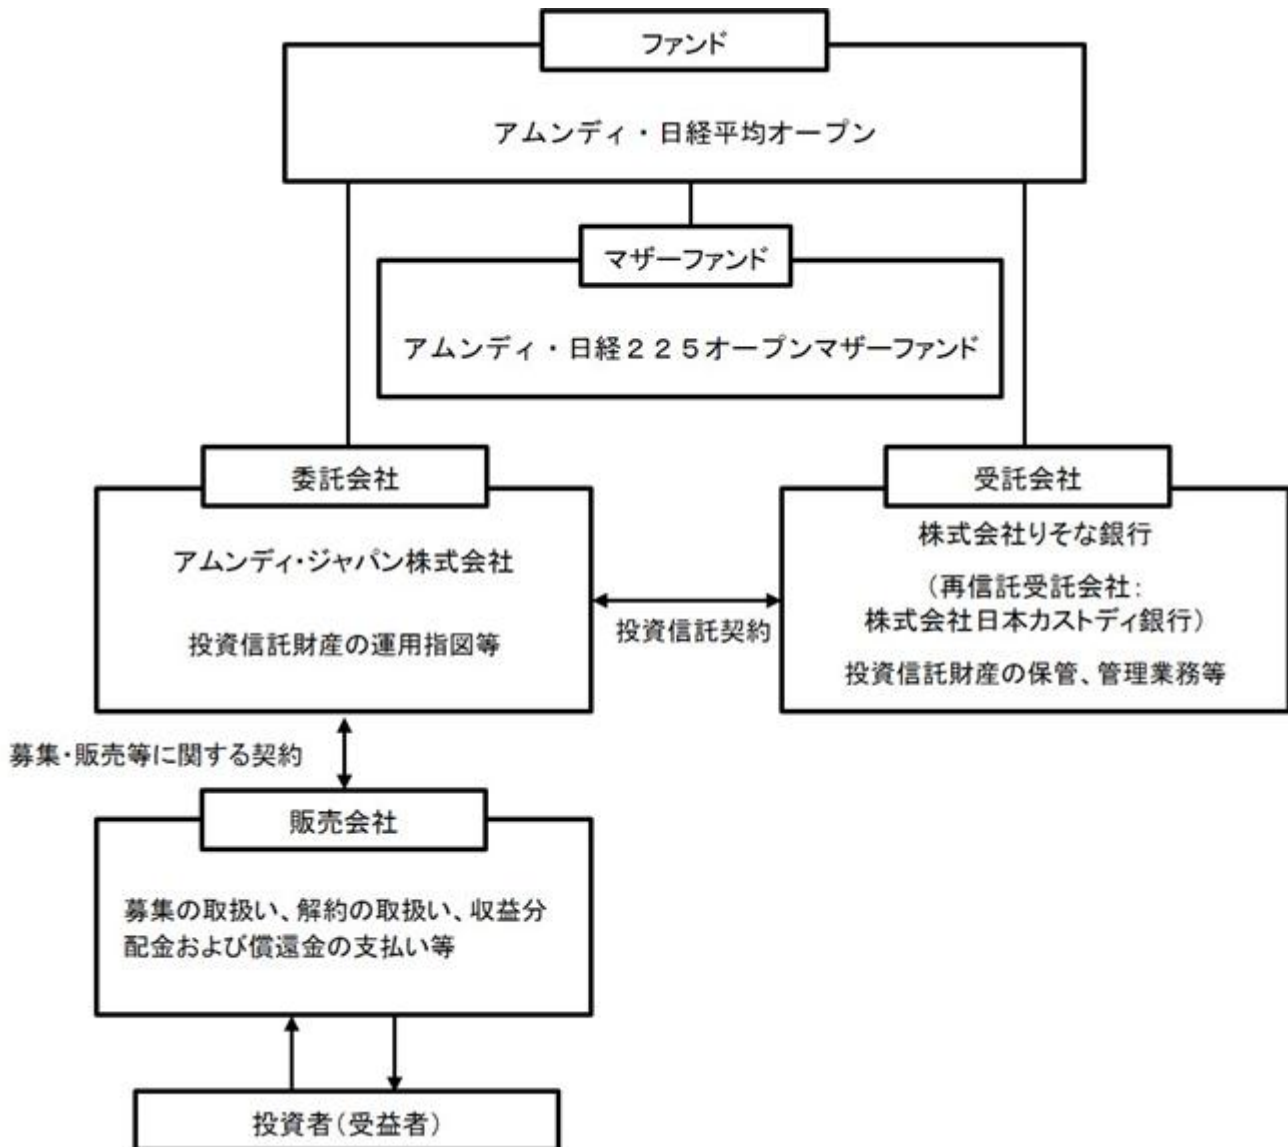 ファンド
アムンディ・日経平均オープン
マザーファンド
アムンディ・日経２２５オープンマザーファンド
委託会社
アムンディ・ジャパン株式会社
投資信託財産の運用指図等
投資信託契約
受託会社
株式会社りそな銀行
（再信託受託会社：
株式会社日本カストディ銀行）
投資信託財産の保管、管理業務等
募集・販売等に関する契約
販売会社
募集の取扱い、解約の取扱い、収益分
配金および償還金の支払い等
投資者（受益者）